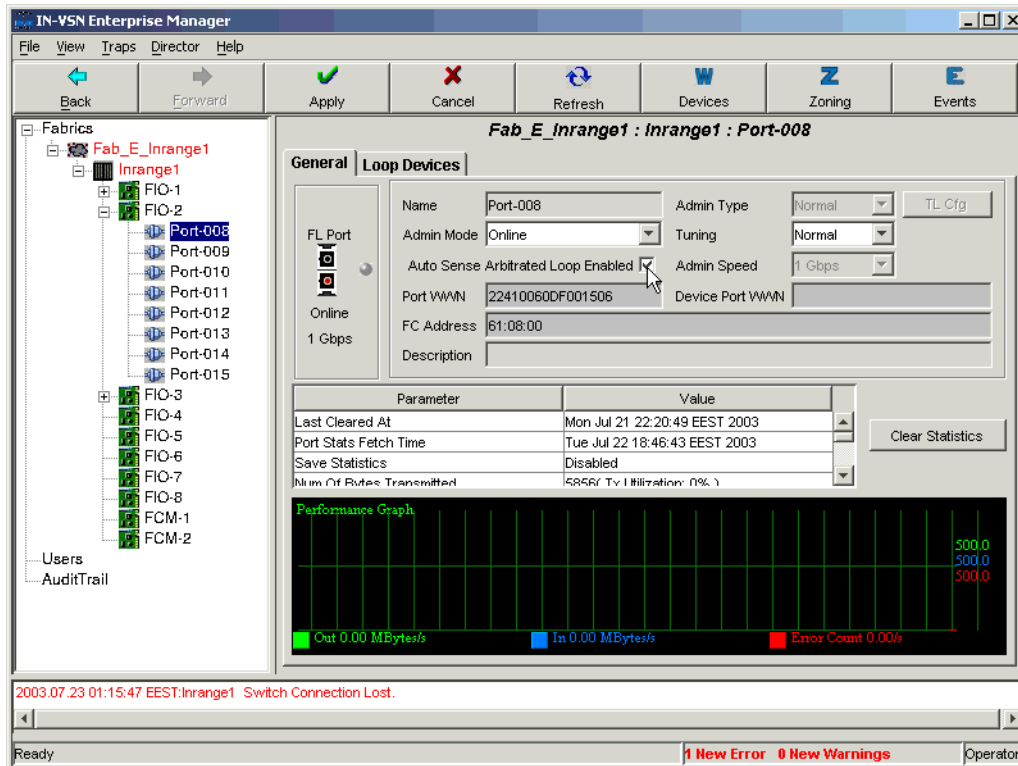 IN-VSN Enterprise Manager
File View Traps Director Help
Back Forward Apply Cancel Refresh W Devices Z Zoning E Events
Fabrics
Fab_E_Inrange1
Inrange1
FIO-1
FIO-2
Port-008
Port-009
Port-010
Port-011
Port-012
Port-013
Port-014
Port-015
FIO-3
FIO-4
FIO-5
FIO-6
FIO-7
FIO-8
FCM-1
FCM-2
Users
AuditTrail
Fab_E_Inrange1 : Inrange1 : Port-008
General Loop Devices
FL Port
Online
1 Gbps
Name Port-008 Admin Type Normal TL Cfg
Admin Mode Online Tuning Normal
Auto Sense Arbitrated Loop Enabled Admin Speed 1 Gbps
Port WWN 22410060DF001506 Device Port WWN
FC Address 61:08:00
Description
Parameter Value
Last Cleared At Mon Jul 21 22:20:49 EEST 2003
Port Stats Fetch Time Tue Jul 22 18:46:43 EEST 2003
Save Statistics Disabled
Num Of Bytes Transmitted 5856( Tx Utilization: 0% )
Clear Statistics
Performance Graph
500.0
500.0
500.0
Out 0.00 MBytes/s In 0.00 MBytes/s Error Count 0.00/s
2003.07.23 01:15:47 EEST:Inrange1 Switch Connection Lost.
Ready 1 New Error 0 New Warnings Operator